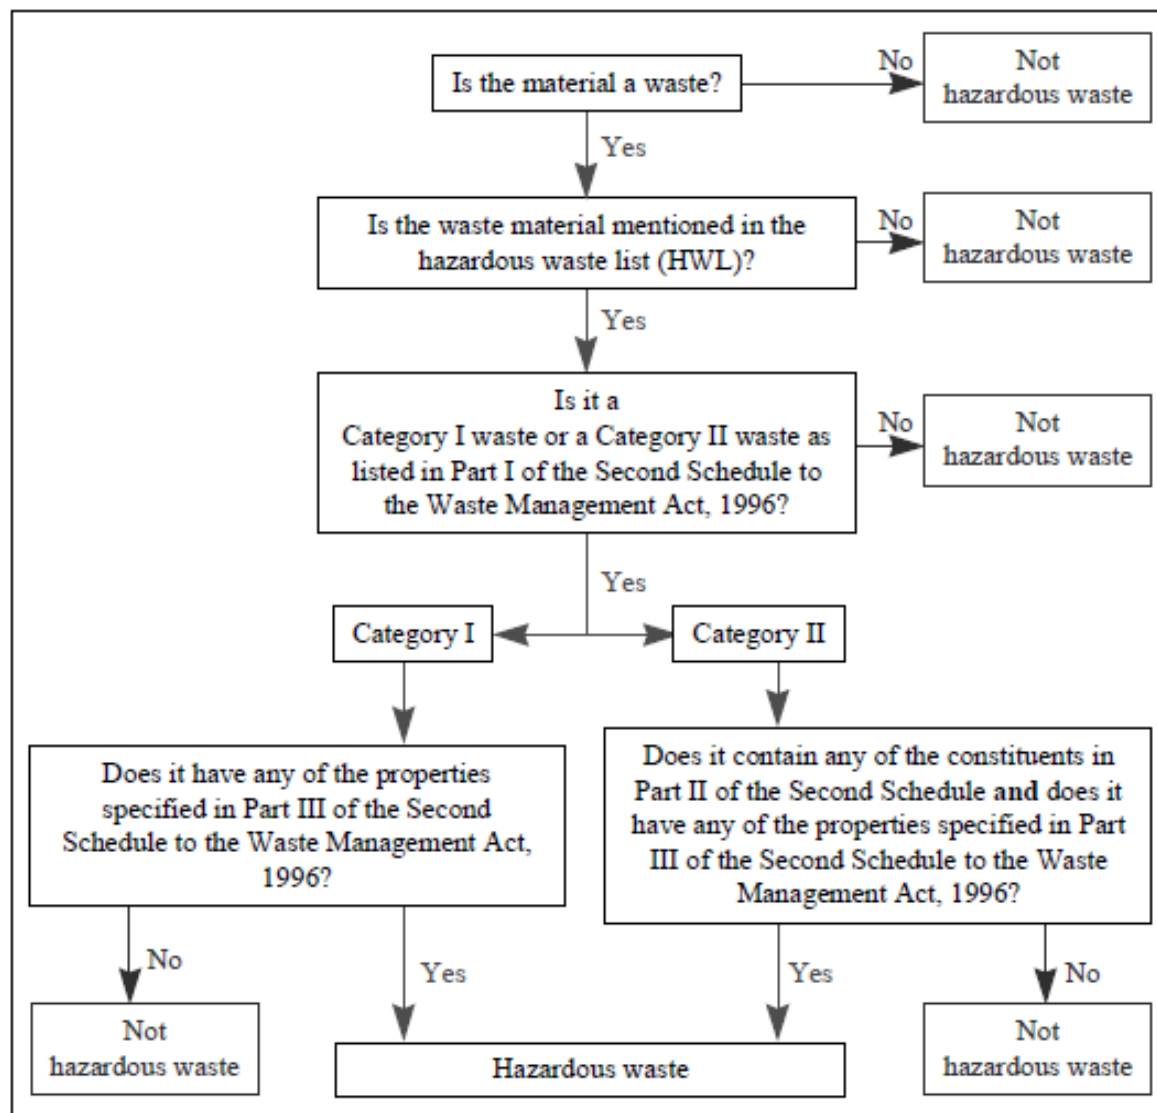 Is the material a waste?
No
Not
hazardous waste
Yes
Is the waste material mentioned in the
hazardous waste list (HWL)?
No
Not
hazardous waste
Yes
Is it a
Category I waste or a Category II waste as
listed in Part I of the Second Schedule to
the Waste Management Act, 1996?
No
Not
hazardous waste
Yes
Category I
Category II
Does it have any of the properties
specified in Part III of the Second
Schedule to the Waste Management Act,
1996?
Does it contain any of the constituents in
Part II of the Second Schedule and does it
have any of the properties specified in Part
III of the Second Schedule to the Waste
Management Act, 1996?
No
Yes
Yes
No
Not
hazardous waste
Hazardous waste
Not
hazardous waste